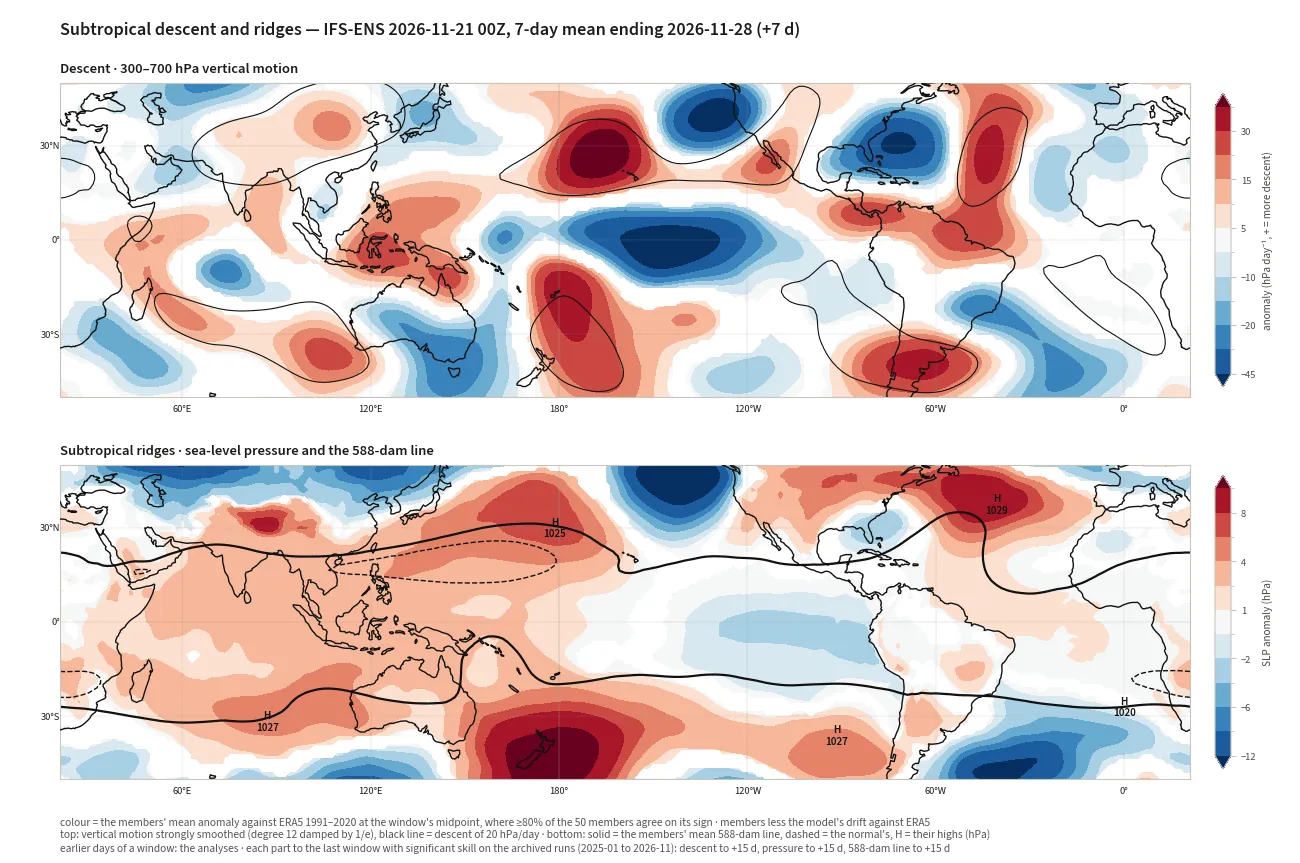 Subtropical descent and ridges — IFS-ENS 2026-11-21 00Z, 7-day mean ending 2026-11-28 (+7 d)
Descent · 300–700 hPa vertical motion
30°N
0°
30°S
60°E
120°E
180°
120°W
60°W
0°
30
15
5
−10
−20
−45
anomaly (hPa day⁻¹, + = more descent)
Subtropical ridges · sea-level pressure and the 588-dam line
30°N
0°
30°S
H
1025
H
1029
H
1027
H
1027
H
1020
60°E
120°E
180°
120°W
60°W
0°
8
4
1
−2
−6
−12
SLP anomaly (hPa)
colour = the members' mean anomaly against ERA5 1991–2020 at the window's midpoint, where ≥80% of the 50 members agree on its sign · members less the model's drift against ERA5
top: vertical motion strongly smoothed (degree 12 damped by 1/e), black line = descent of 20 hPa/day · bottom: solid = the members' mean 588-dam line, dashed = the normal's, H = their highs (hPa)
earlier days of a window: the analyses · each part to the last window with significant skill on the archived runs (2025-01 to 2026-11): descent to +15 d, pressure to +15 d, 588-dam line to +15 d